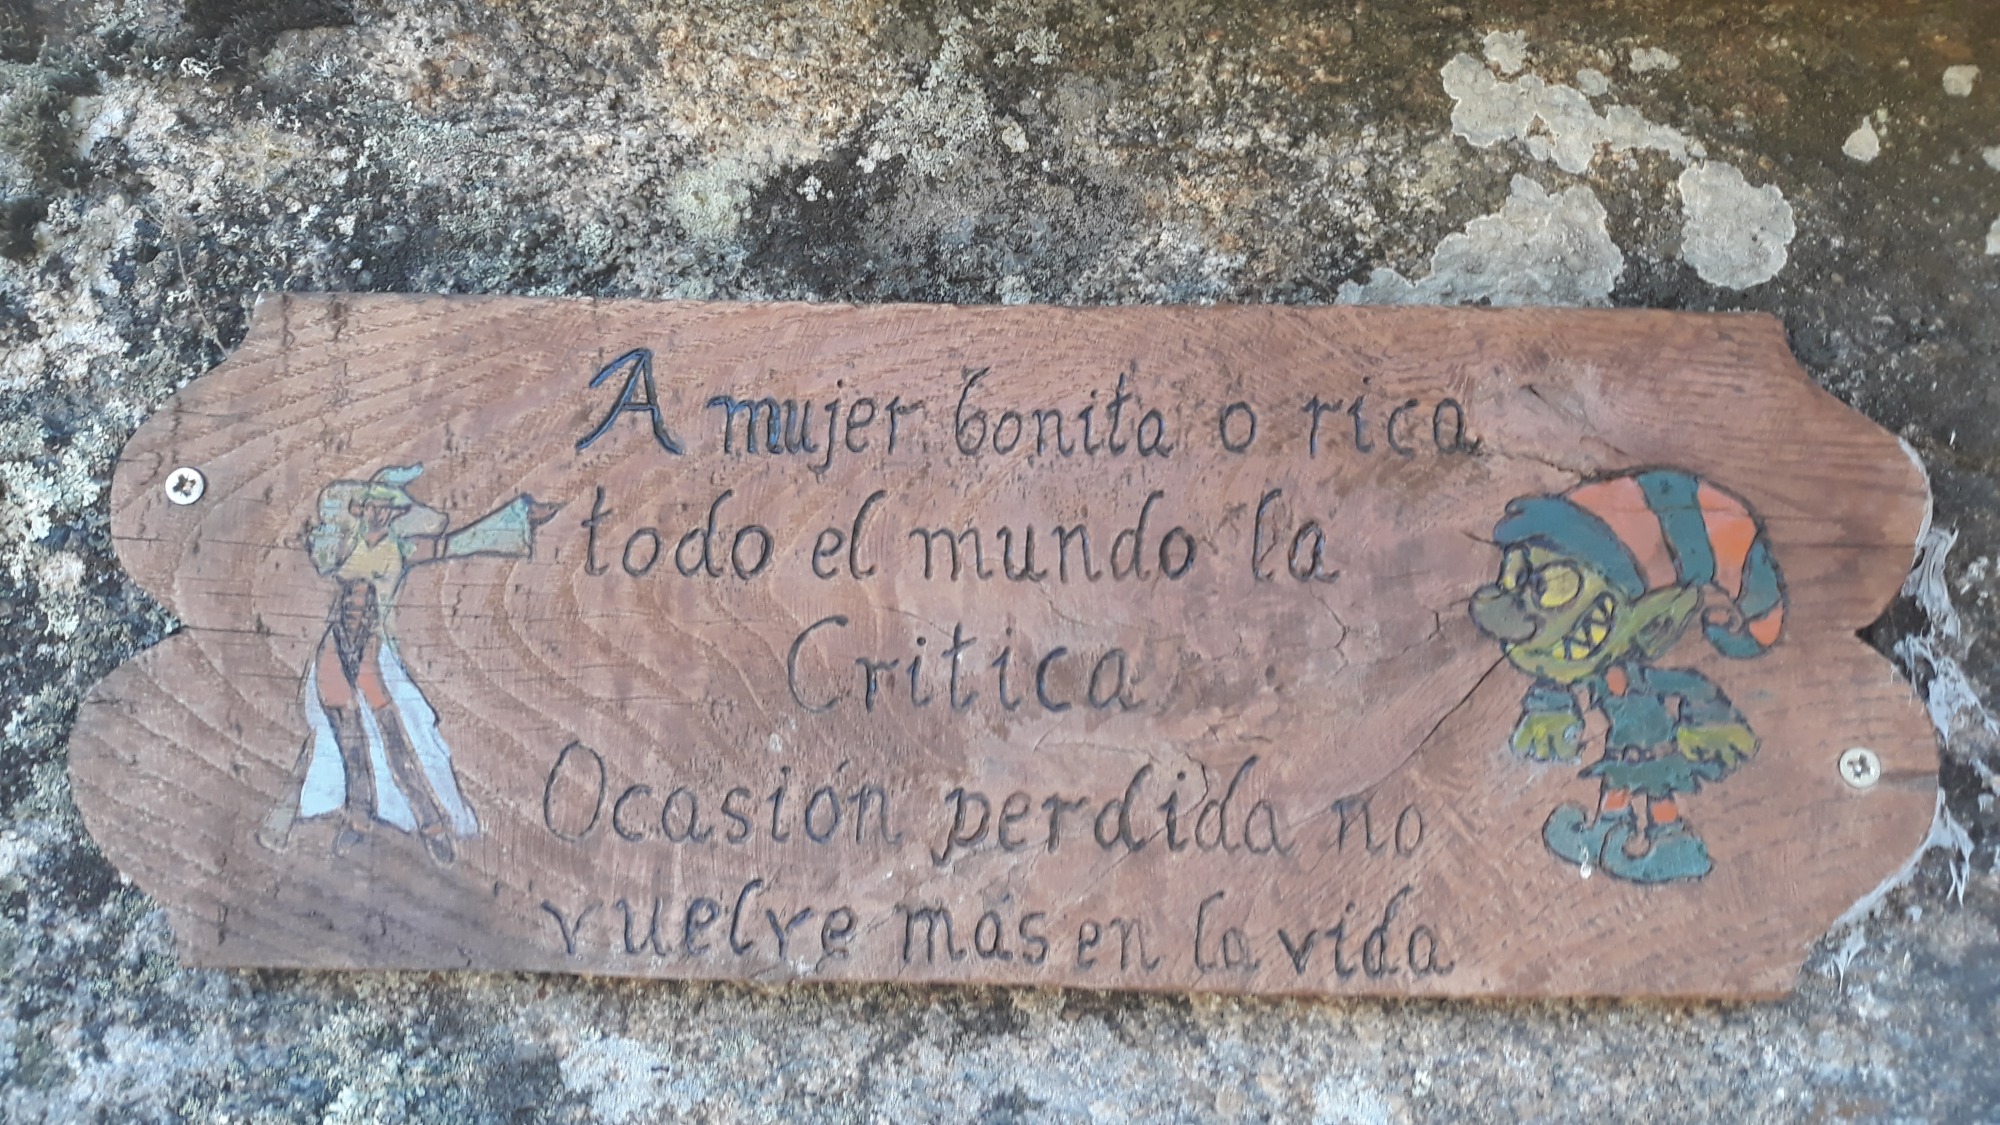 A mujer bonita o rica
todo el mundo la
Critica
Ocasión perdida no
vuelve más en la vida